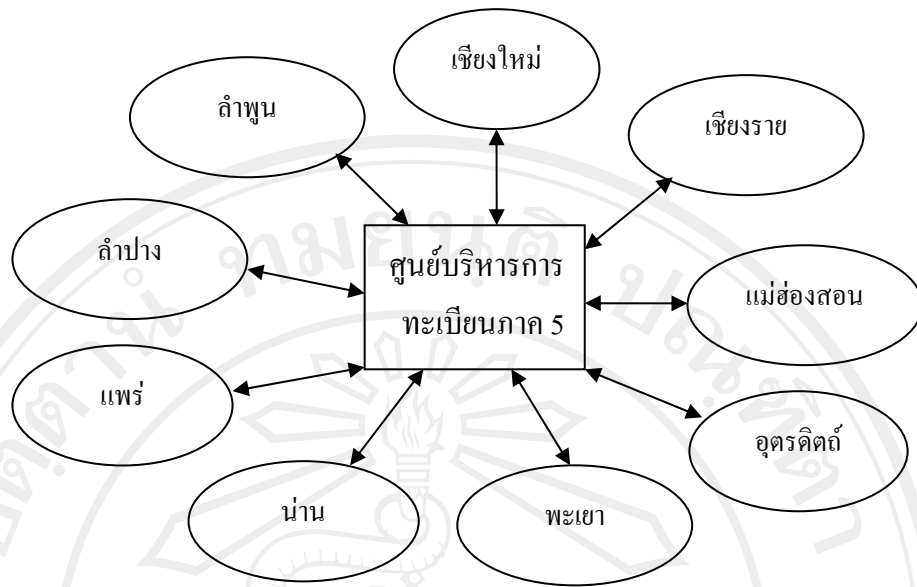 เชียงใหม่
ลำพูน
เชียงราย
ลำปาง
ศูนย์บริหารการ
ทะเบียนภาค 5
แม่ฮ่องสอน
แพร่
อุตรดิตถ์
น่าน
พะเยา